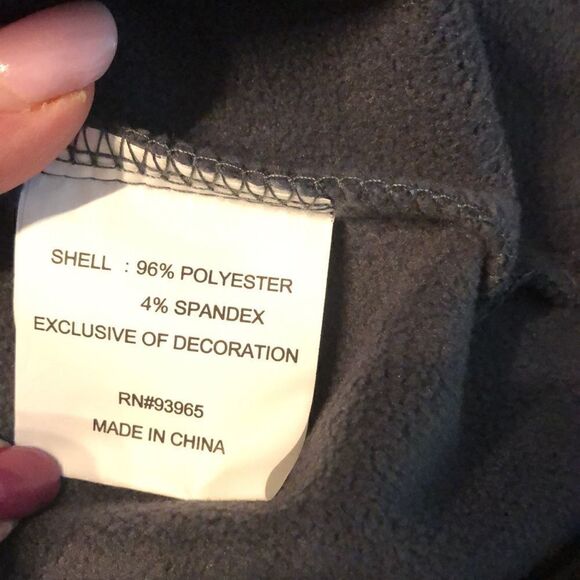 SHELL : 96% POLYESTER
4% SPANDEX
EXCLUSIVE OF DECORATION
RN#93965
MADE IN CHINA